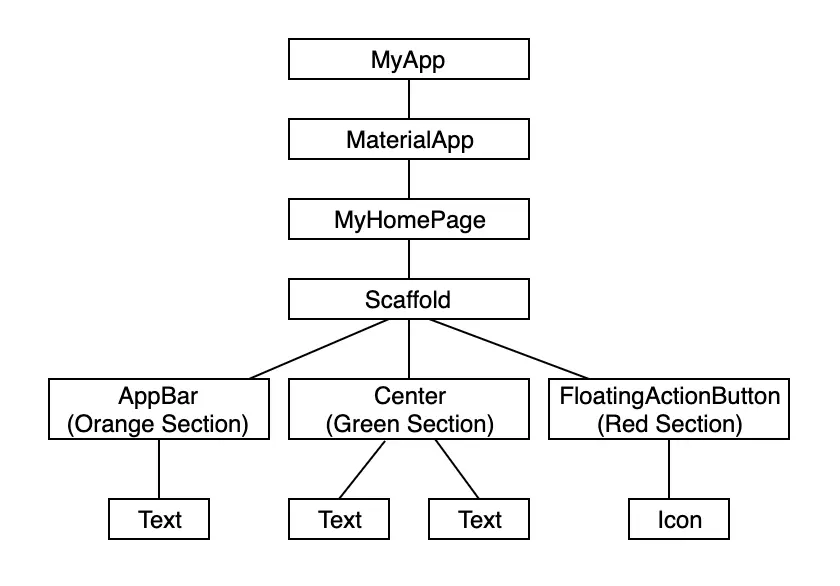 MyApp
MaterialApp
MyHomePage
Scaffold
AppBar
(Orange Section)
Center
(Green Section)
FloatingActionButton
(Red Section)
Text
Text
Text
Icon